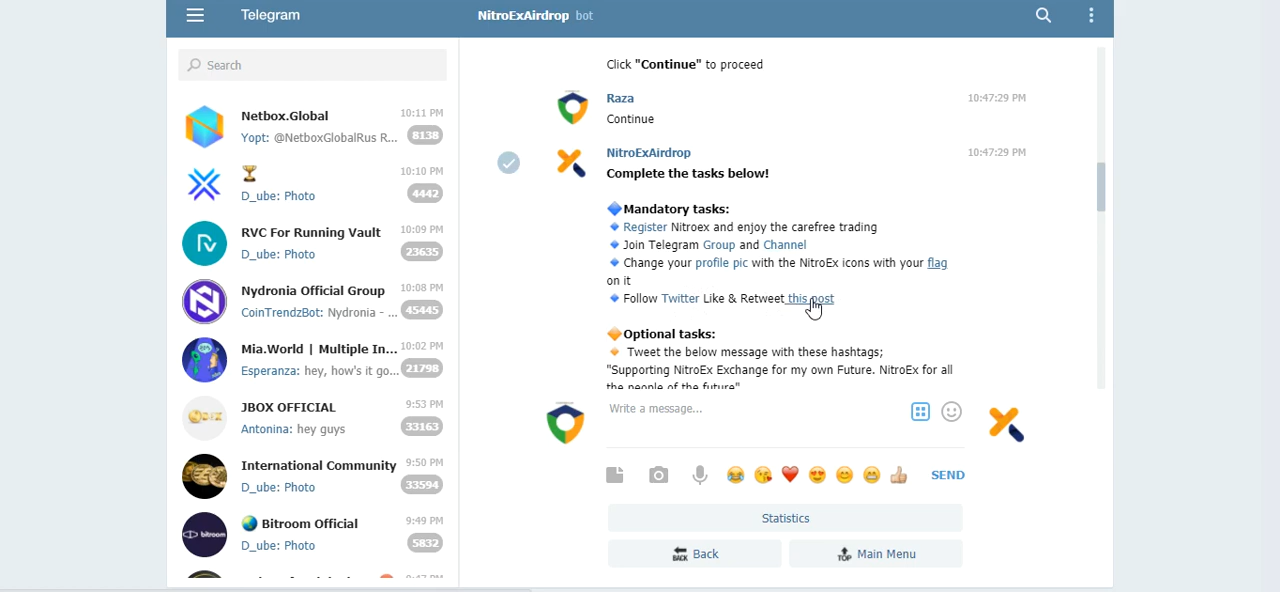 Telegram
NitroExAirdrop bot
Search
Netbox.Global 10:11 PM
Yopt: @NetboxGlobalRus R... 8138
🏆 10:10 PM
D_ube: Photo 4442
RVC For Running Vault 10:09 PM
D_ube: Photo 23635
Nydronia Official Group 10:08 PM
CoinTrendzBot: Nydronia - ... 45445
Mia.World | Multiple In... 10:02 PM
Esperanza: hey, how's it go... 21798
JBOX OFFICIAL 9:53 PM
Antonina: hey guys 33163
International Community 9:50 PM
D_ube: Photo 33594
🌏 Bitroom Official 9:49 PM
bitroom
D_ube: Photo 5832
Click "Continue" to proceed
Raza 10:47:29 PM
Continue
NitroExAirdrop 10:47:29 PM
Complete the tasks below!
🔷Mandatory tasks:
🔹Register Nitroex and enjoy the carefree trading
🔹Join Telegram Group and Channel
🔹Change your profile pic with the NitroEx icons with your flag
on it
🔹Follow Twitter Like & Retweet this post
🔶Optional tasks:
🔸 Tweet the below message with these hashtags;
"Supporting NitroEx Exchange for my own Future. NitroEx for all
the people of the future"
Write a message...
SEND
Statistics
BACK Back
TOP Main Menu